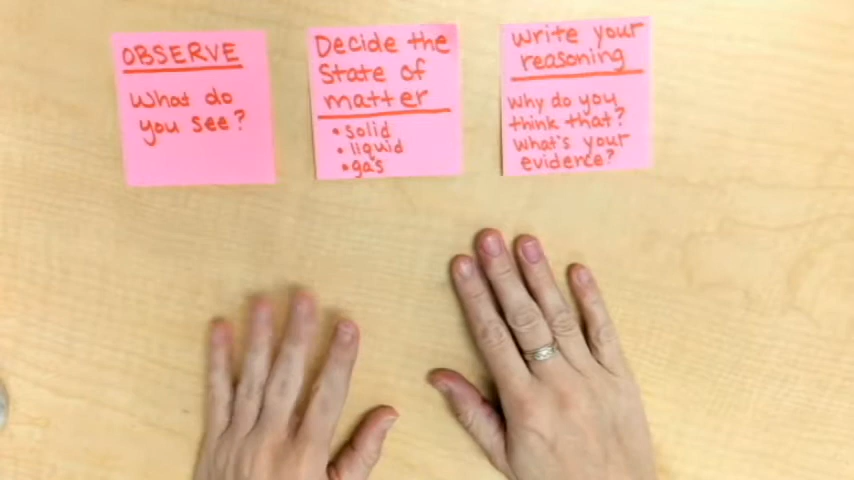 OBSERVE
What do
you see?
Decide the
State of
matter
• solid
• liquid
• gas
Write your
reasoning
Why do you
think that?
What's your
evidence?